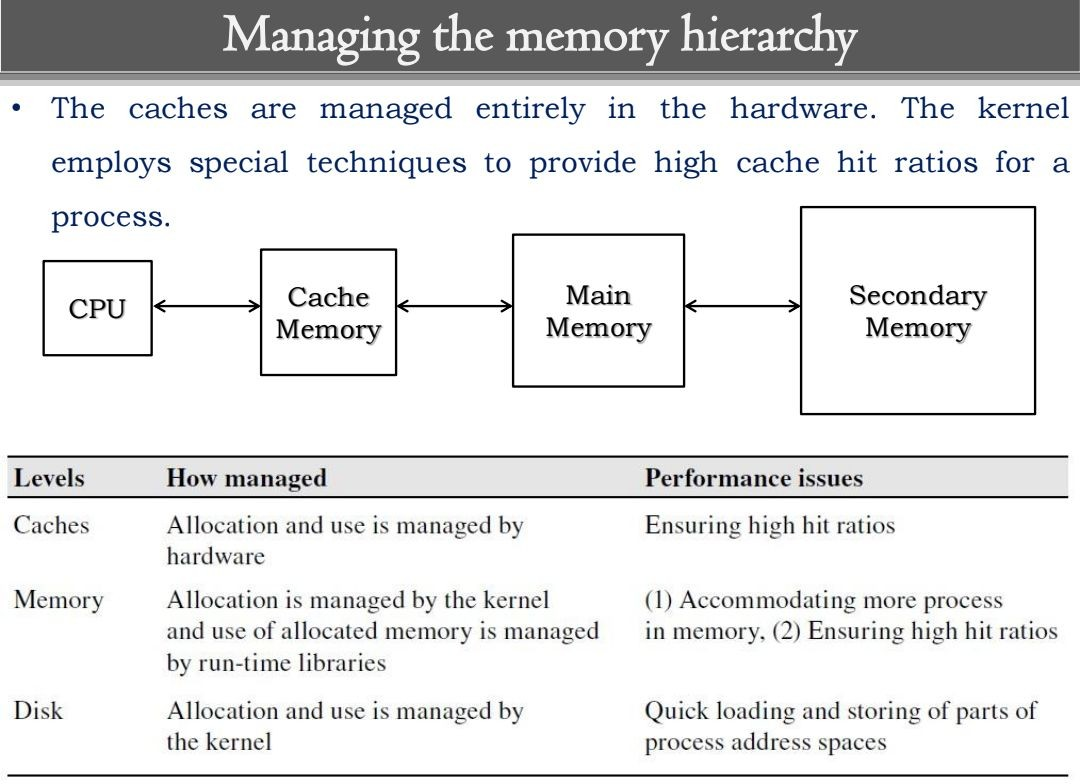 Managing the memory hierarchy
• The caches are managed entirely in the hardware. The kernel
employs special techniques to provide high cache hit ratios for a
process.
CPU
Cache
Memory
Main
Memory
Secondary
Memory
Levels How managed Performance issues
Caches Allocation and use is managed by Ensuring high hit ratios
hardware
Memory Allocation is managed by the kernel (1) Accommodating more process
and use of allocated memory is managed in memory, (2) Ensuring high hit ratios
by run-time libraries
Disk Allocation and use is managed by Quick loading and storing of parts of
the kernel process address spaces